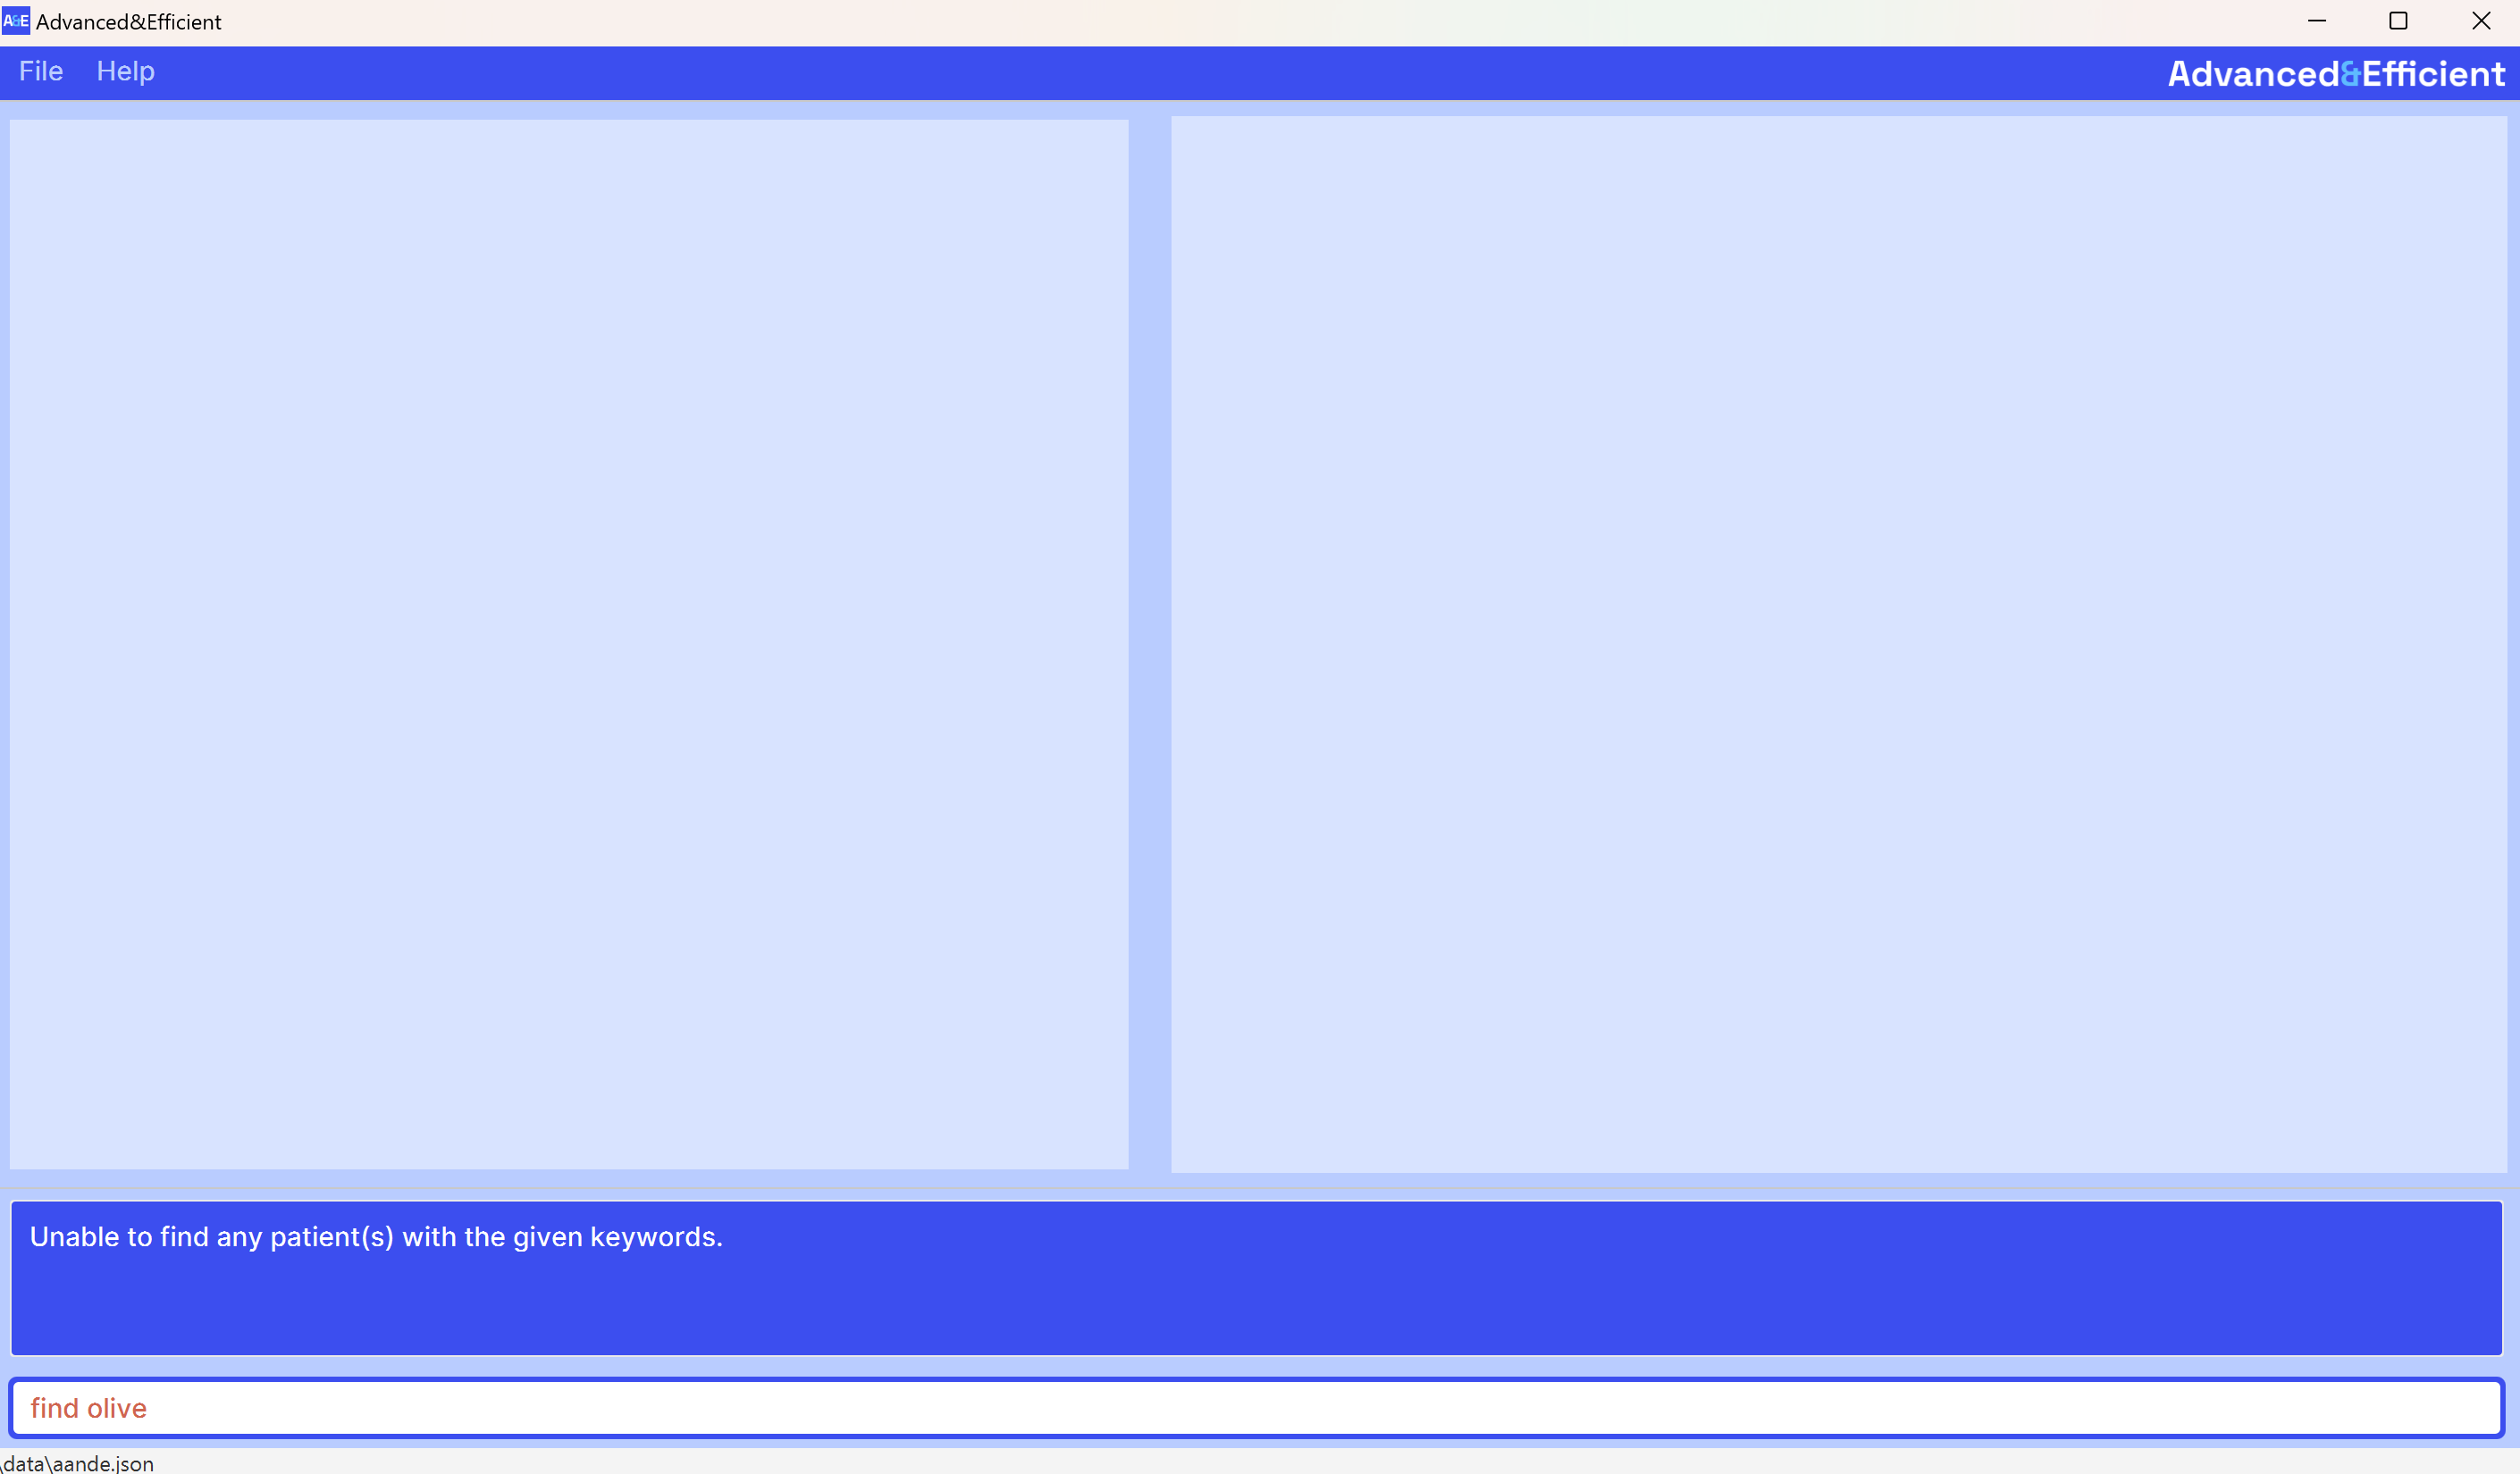 A&E Advanced&Efficient
File Help Advanced&Efficient
Unable to find any patient(s) with the given keywords.
find olive
\data\aande.json